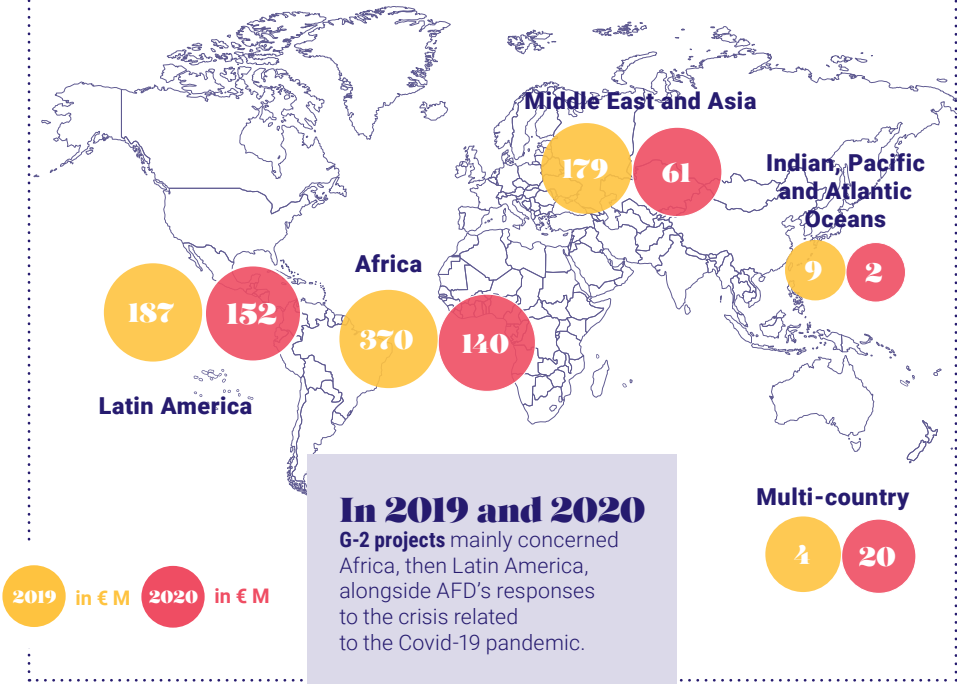 Middle East and Asia
179
61
Indian, Pacific
and Atlantic
Oceans
9
2
Africa
370
140
187
152
Latin America
In 2019 and 2020
G-2 projects mainly concerned
Africa, then Latin America,
alongside AFD's responses
to the crisis related
to the Covid-19 pandemic.
Multi-country
4
20
2019 in € M 2020 in € M